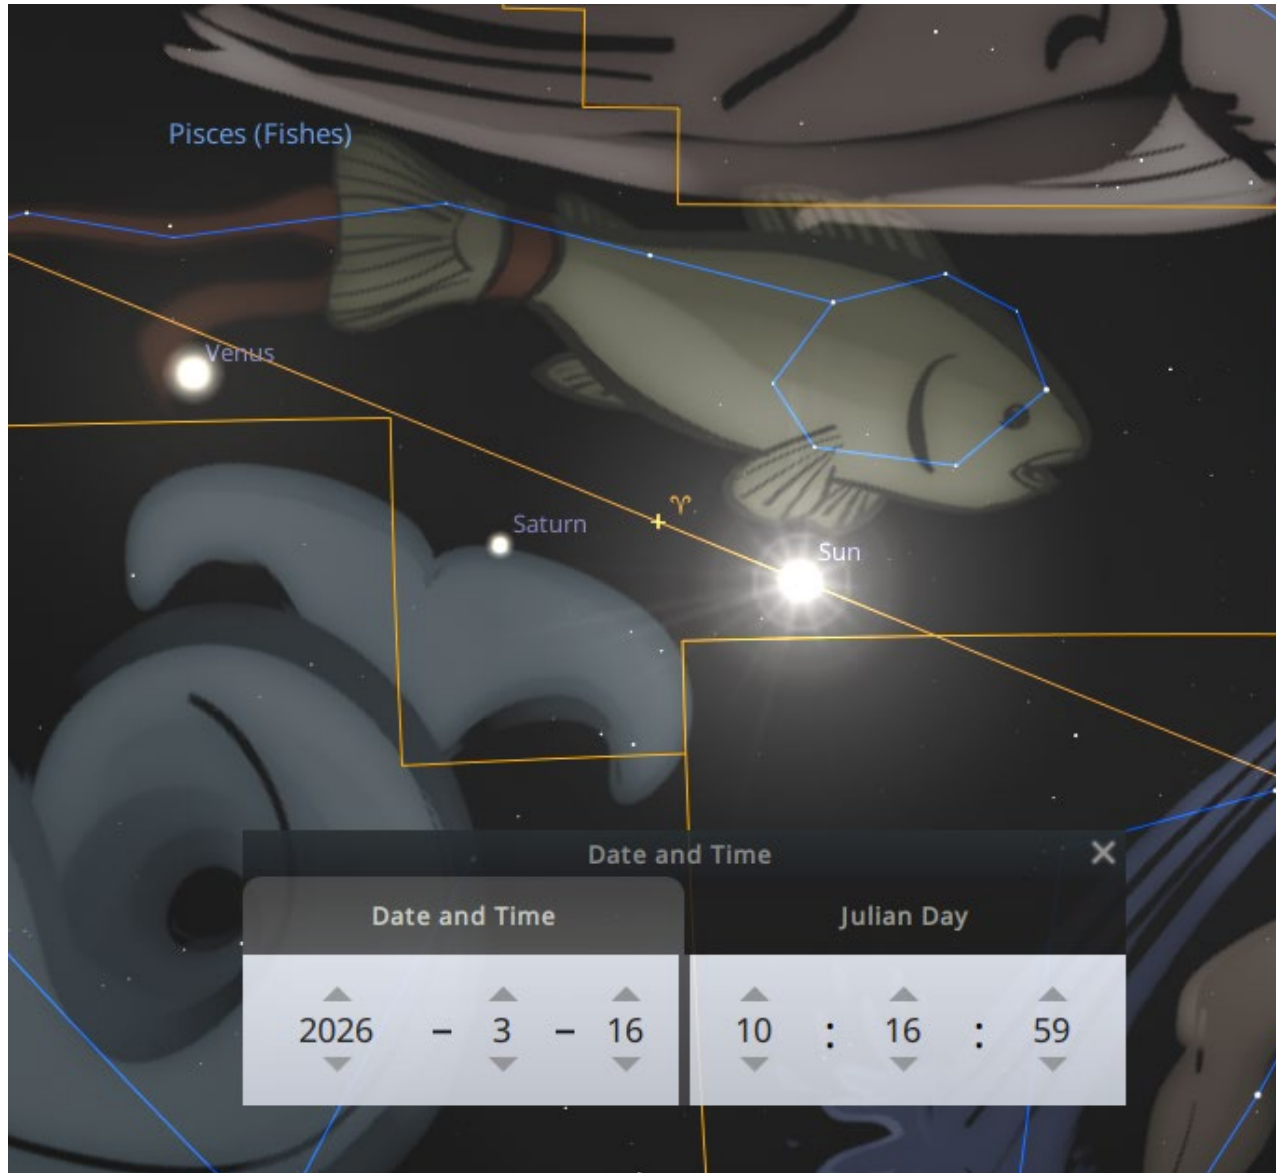 Pisces (Fishes)
Venus
♈
Saturn
Sun
Date and Time
Date and Time
Julian Day
2026 – 3 – 16 10 : 16 : 59